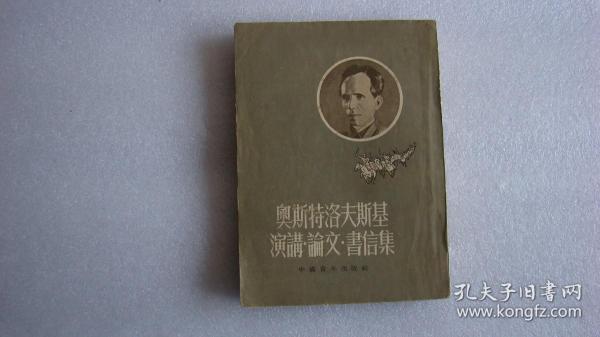 奧斯特洛夫斯基
演講·論文·書信集
中國青年出版社
孔夫子旧書网
www.kongfz.com